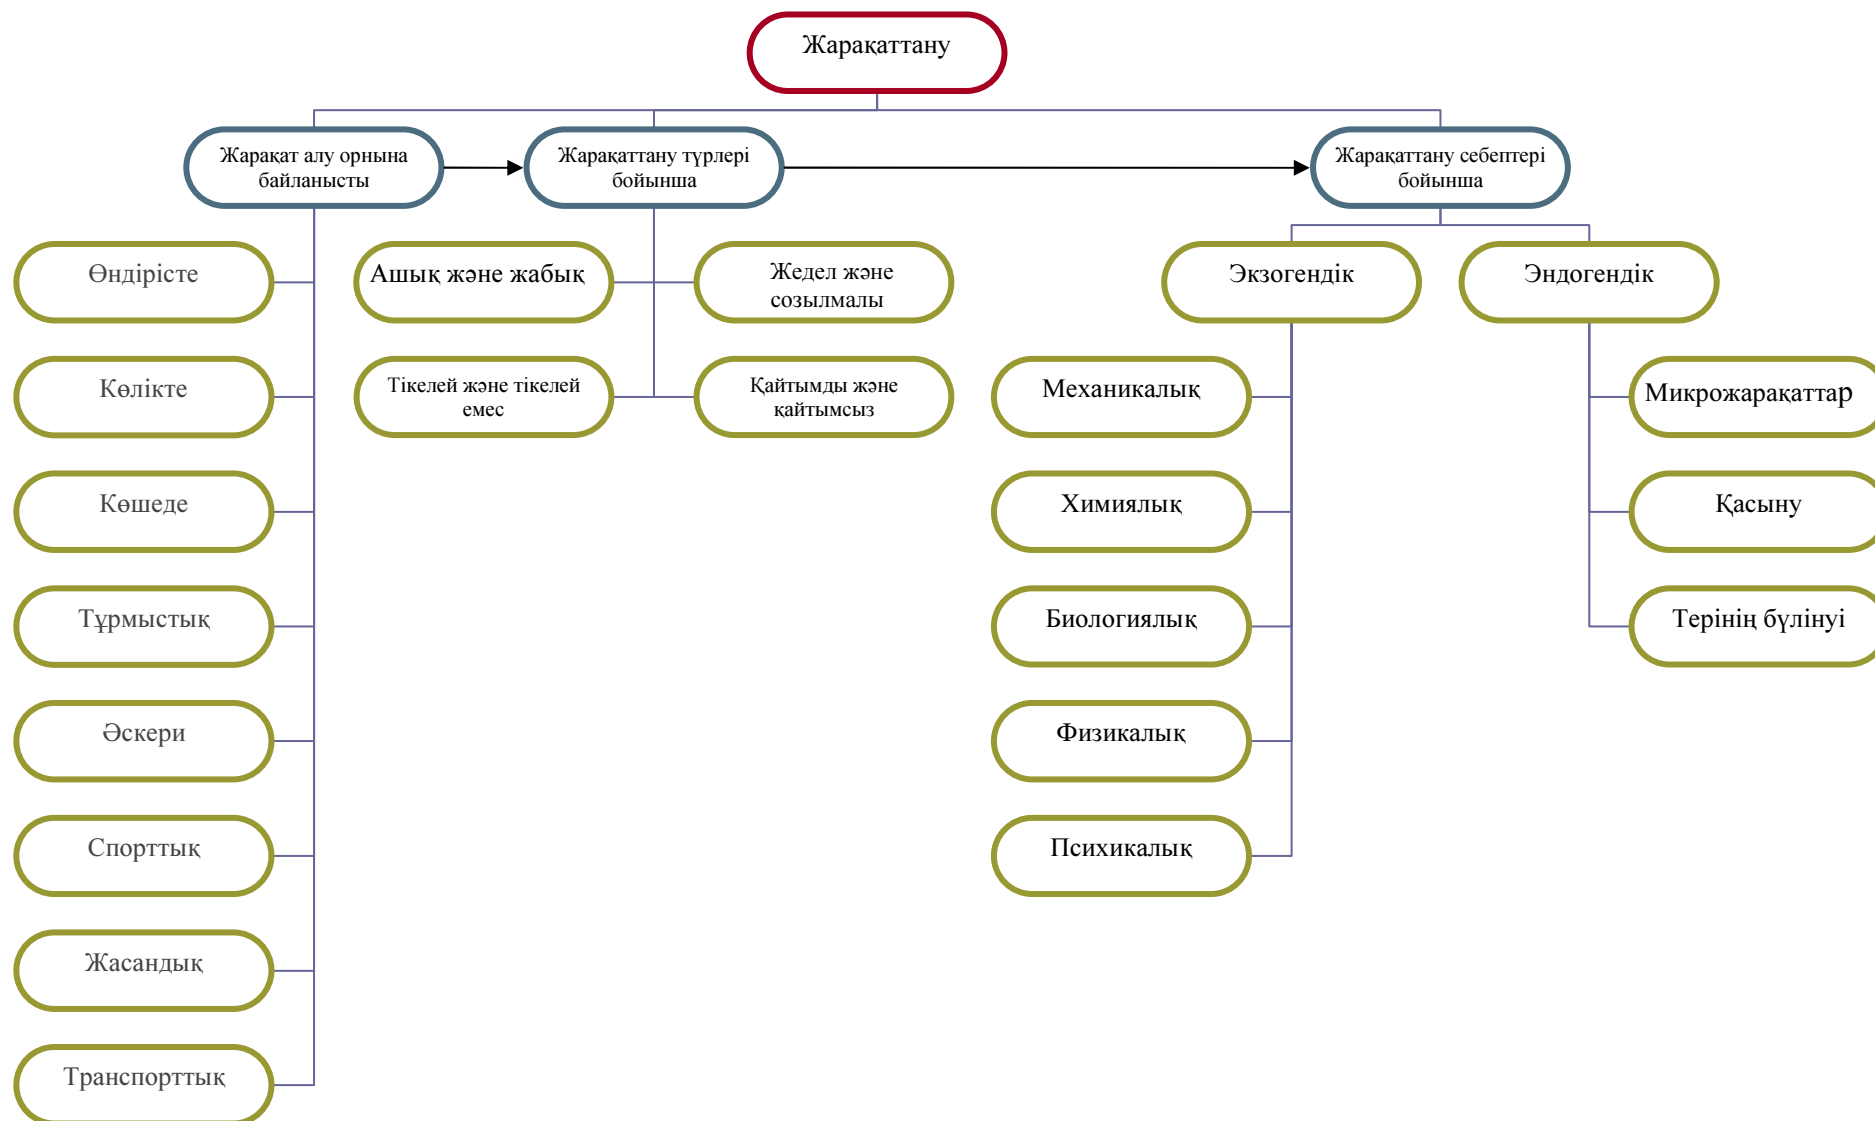 Жарақаттану
Жарақат алу орнына
байланысты
Жарақаттану түрлері
бойынша
Жарақаттану себептері
бойынша
Өндірісте
Көлікте
Көшеде
Тұрмыстық
Әскери
Спорттық
Жасандық
Транспорттық
Ашық және жабық
Жедел және
созылмалы
Тікелей және тікелей
емес
Қайтымды және
қайтымсыз
Экзогендік
Эндогендік
Механикалық
Химиялық
Биологиялық
Физикалық
Психикалық
Микрожарақаттар
Қасыну
Терінің бүлінуі